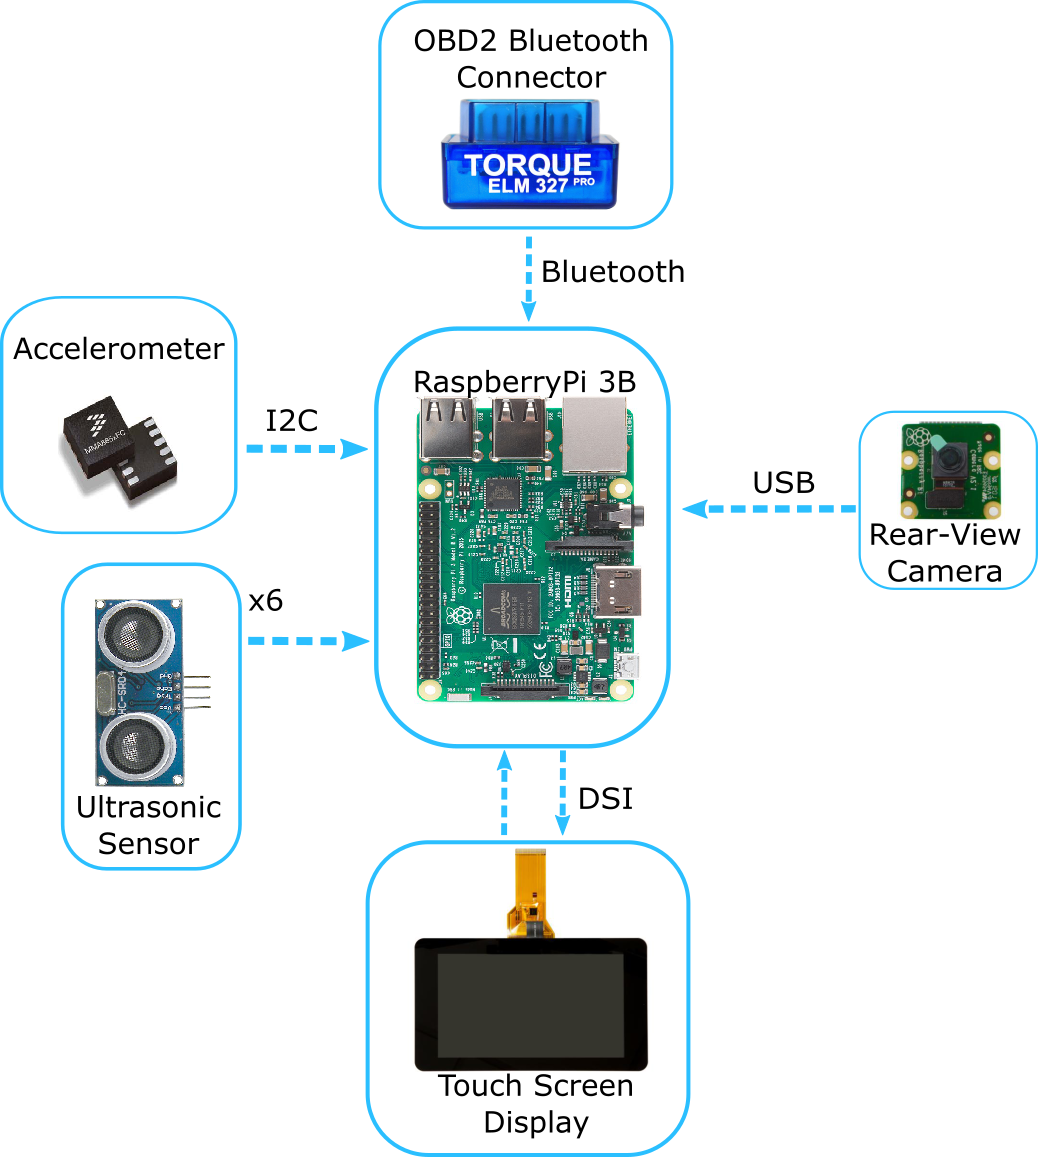 OBD2 Bluetooth
Connector
TORQUE
ELM 327 PRO
Bluetooth
Accelerometer
I2C
RaspberryPi 3B
USB
Rear-View
Camera
x6
HC-SR04
Ultrasonic
Sensor
HDMI
DSI
Touch Screen
Display